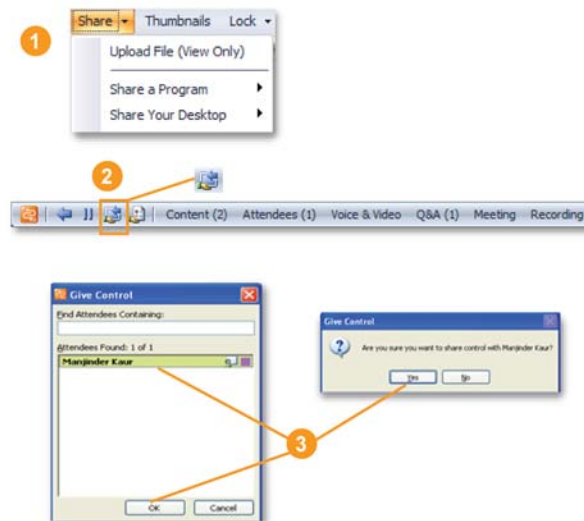 Share Thumbnails Lock
1
Upload File (View Only)
Share a Program
Share Your Desktop
2
Content (2) Attendees (1) Voice & Video Q&A (1) Meeting Recording
Give Control
Find Attendees Containing:
Attendees Found: 1 of 1
Manjinder Kaur
OK Cancel
Give Control
Are you sure you want to share control with Manjinder Kaur?
Yes No
3